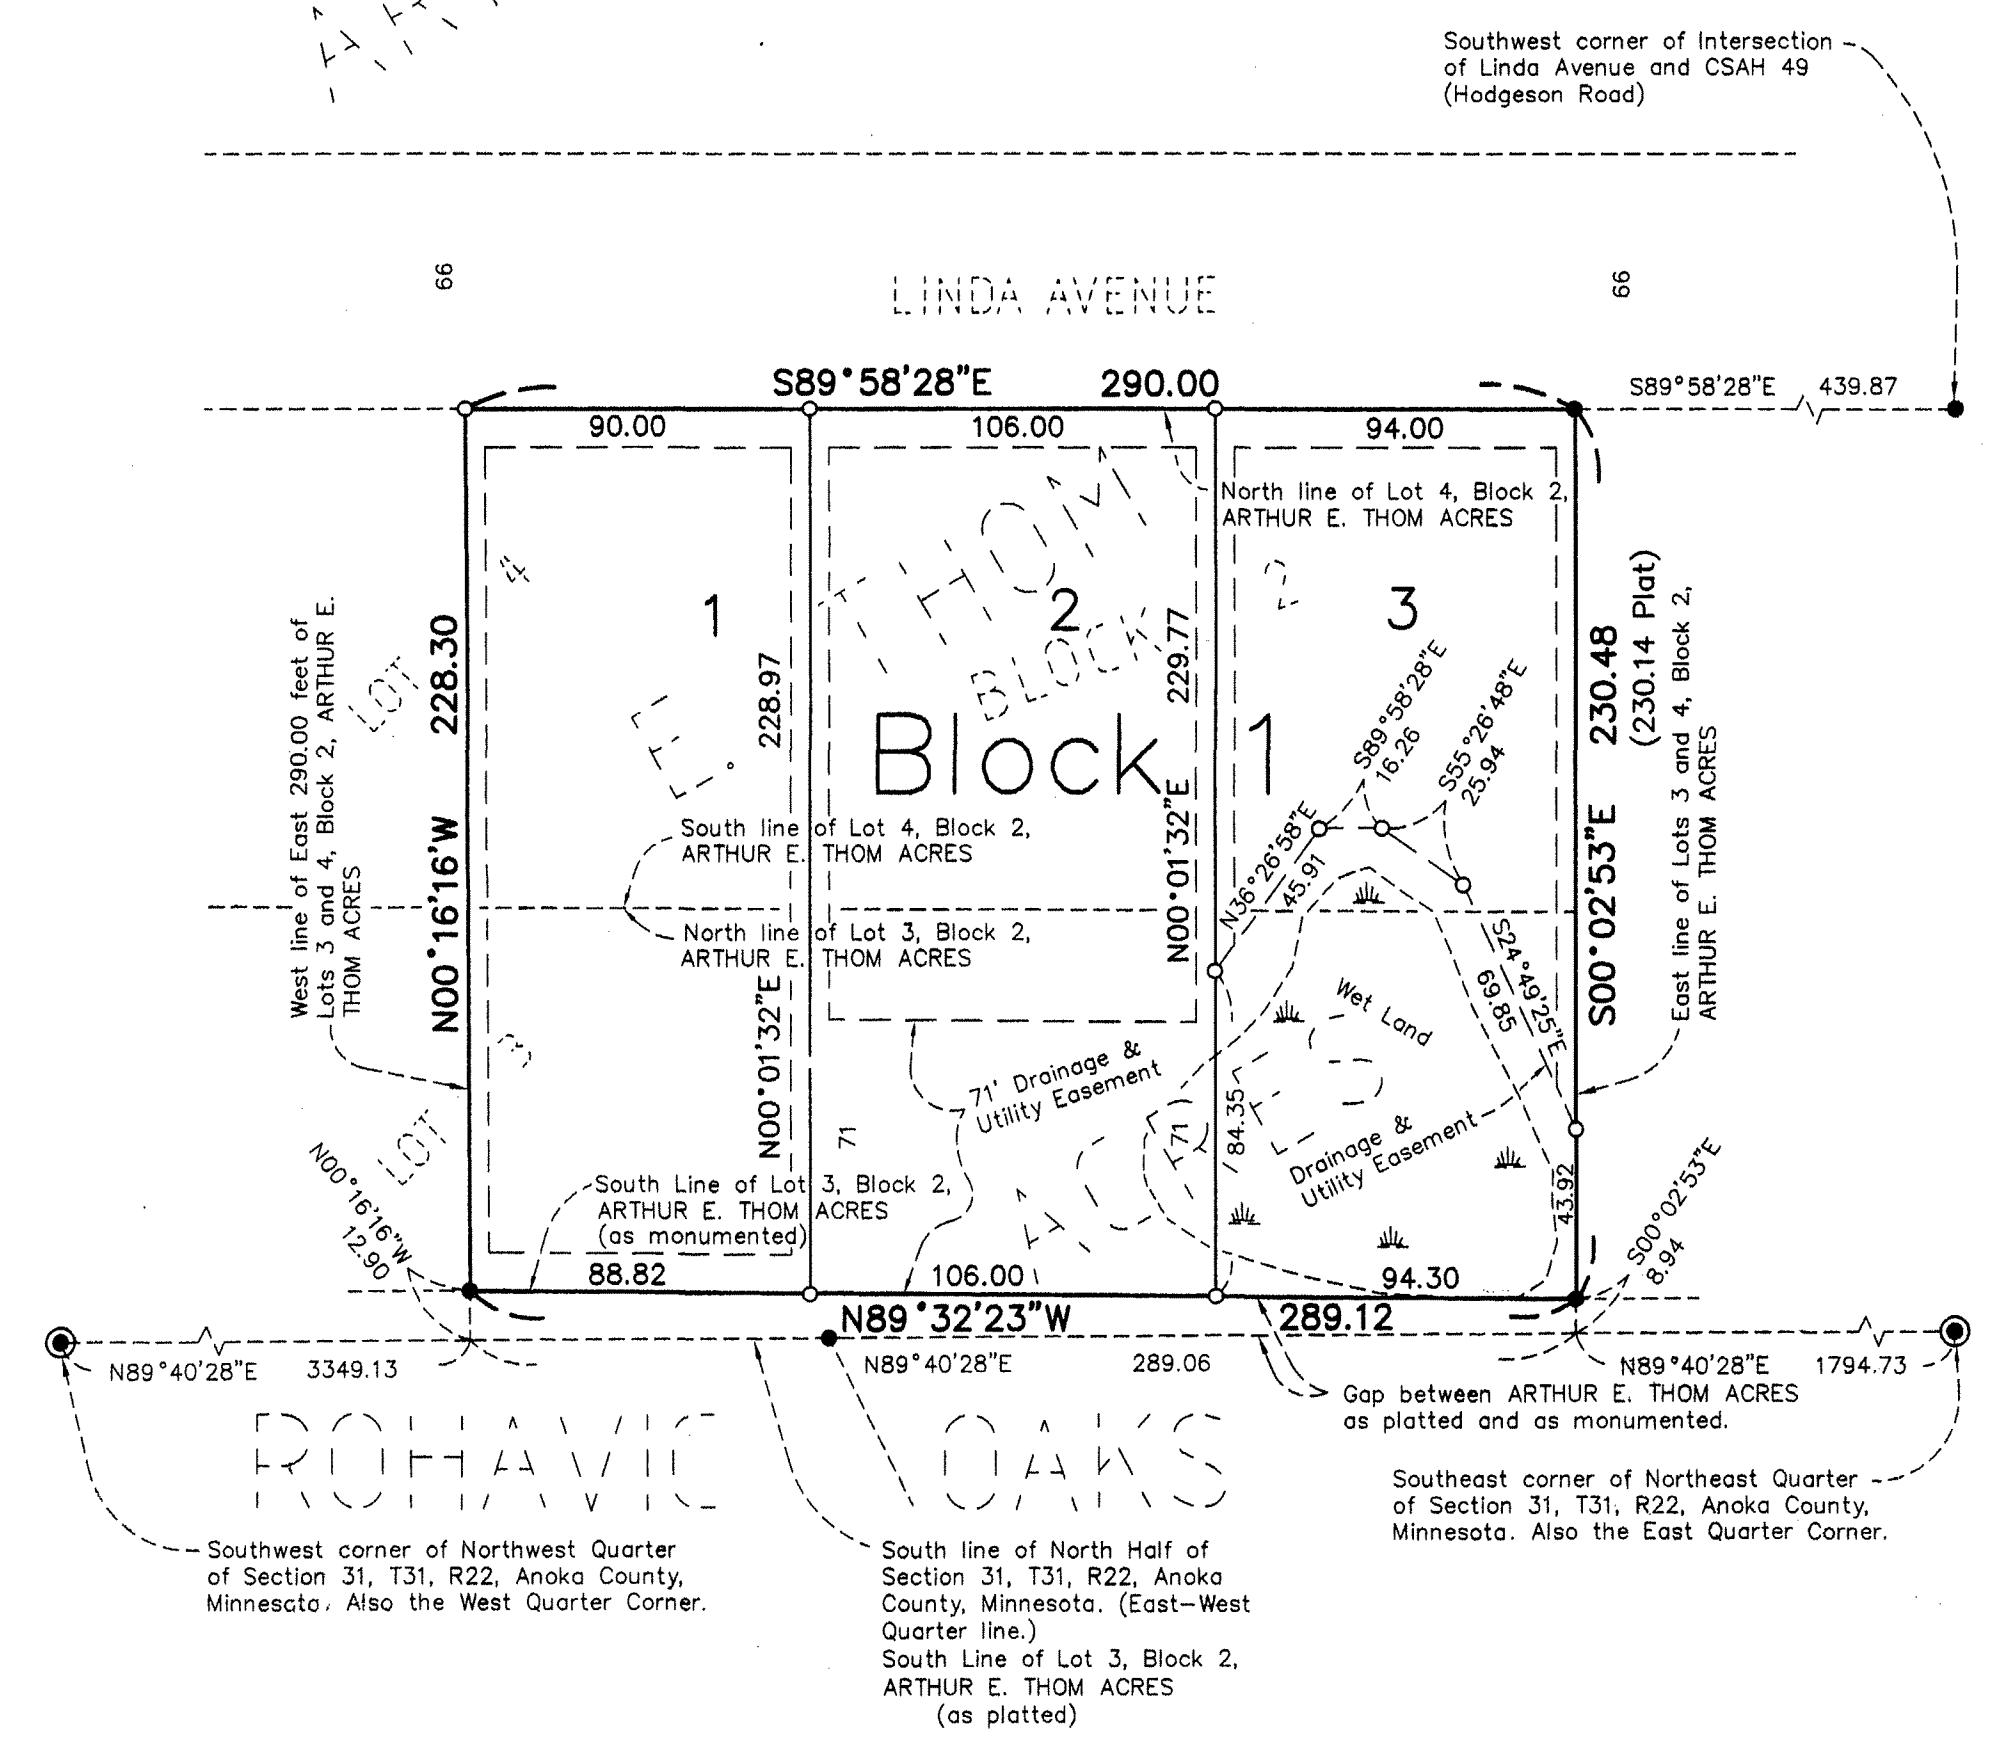 Southwest corner of Intersection
of Linda Avenue and CSAH 49
(Hodgeson Road)
66
66
LINDA AVENUE
S89°58'28"E 290.00
S89°58'28"E 439.87
90.00
106.00
94.00
North line of Lot 4, Block 2,
ARTHUR E. THOM ACRES
4
THOM
2
1
2
3
BLOCK
LOT
E.
Block 1
West line of East 290.00 feet of
Lots 3 and 4, Block 2, ARTHUR E.
THOM ACRES
N00°16'16"W 228.30
N00°01'32"E 228.97
N00°01'32"E 229.77
S00°02'53"E 230.48
(230.14 Plat)
East line of Lots 3 and 4, Block 2,
ARTHUR E. THOM ACRES
S89°58'28"E
16.26
S55°26'48"E
25.94
N36°26'58"E
45.91
S24°49'25"E
69.85
South line of Lot 4, Block 2,
ARTHUR E. THOM ACRES
North line of Lot 3, Block 2,
ARTHUR E. THOM ACRES
Wet Land
3
LOT
ACRES
71' Drainage &
Utility Easement
71
71
84.35
Drainage &
Utility Easement
43.92
N00°16'16"W
12.90
S00°02'53"E
8.94
South Line of Lot 3, Block 2,
ARTHUR E. THOM ACRES
(as monumented)
88.82
106.00
94.30
N89°32'23"W 289.12
N89°40'28"E 3349.13
N89°40'28"E 289.06
N89°40'28"E 1794.73
Gap between ARTHUR E. THOM ACRES
as platted and as monumented.
ROHAVIC OAKS
Southeast corner of Northeast Quarter
of Section 31, T31, R22, Anoka County,
Minnesota. Also the East Quarter Corner.
Southwest corner of Northwest Quarter
of Section 31, T31, R22, Anoka County,
Minnesota. Also the West Quarter Corner.
South line of North Half of
Section 31, T31, R22, Anoka
County, Minnesota. (East-West
Quarter line.)
South Line of Lot 3, Block 2,
ARTHUR E. THOM ACRES
(as platted)